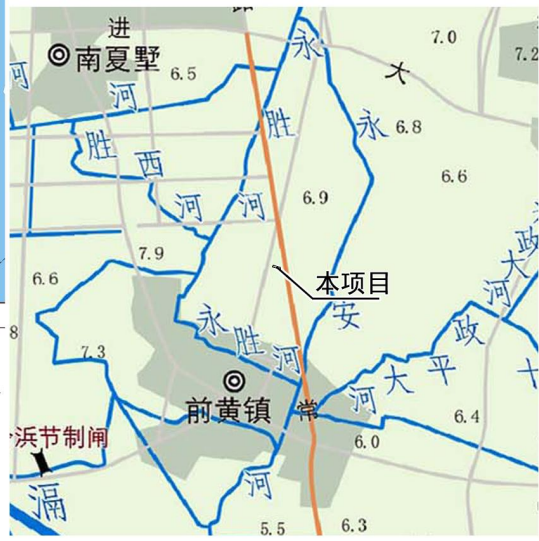 进
南夏墅
河
6.5
河
永
7.0
7.2
大
胜
西
河
胜
河
永
6.8
6.6
6.9
7.9
6.6
8
本项目
安
政
大
河
政
平
大
河
7.3
永
胜
河
前黄镇
常
6.4
6.0
浜节制闸
滆
河
5.5
6.3